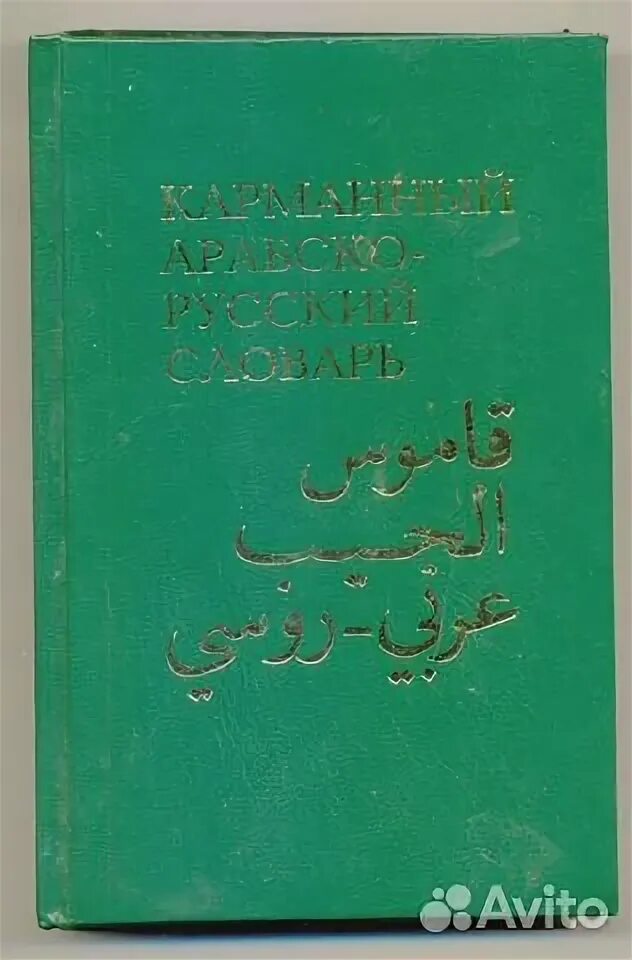 КАРМАННЫЙ
АРАБСКО-
РУССКИЙ
СЛОВАРЬ
قاموس
الجيب
عربي-روسي
Avito